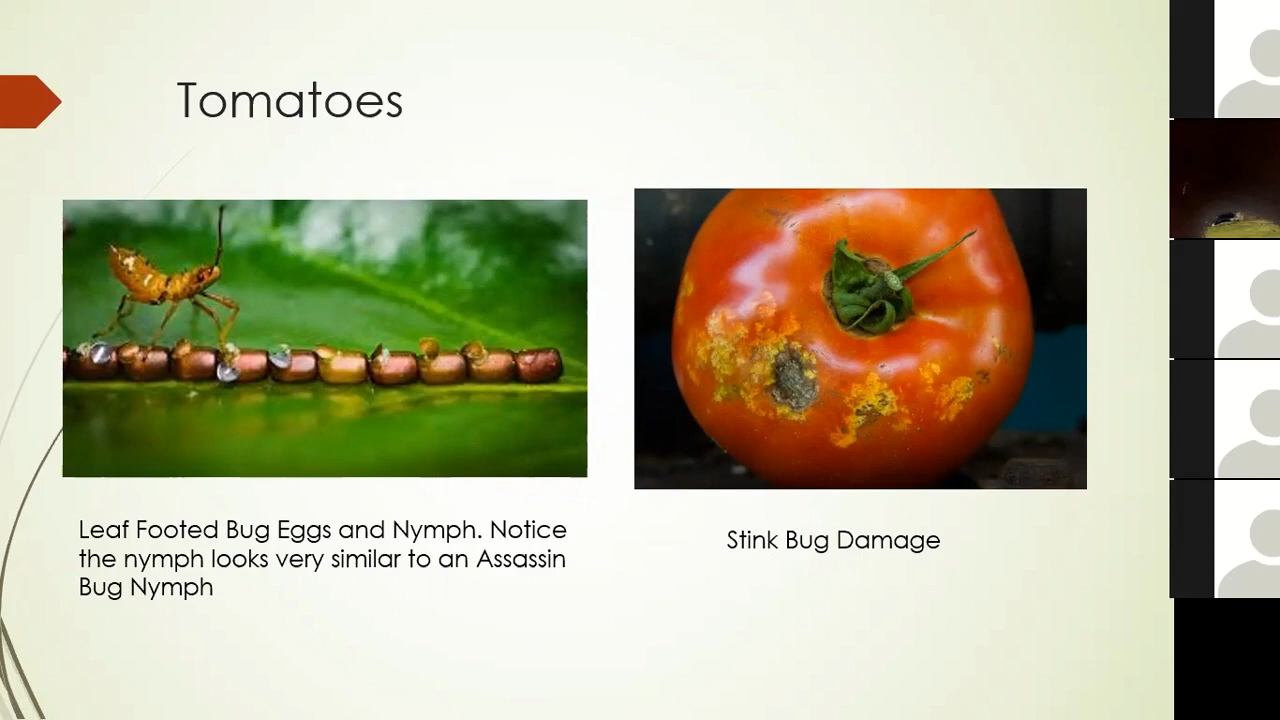 Tomatoes
Leaf Footed Bug Eggs and Nymph. Notice
the nymph looks very similar to an Assassin
Bug Nymph
Stink Bug Damage